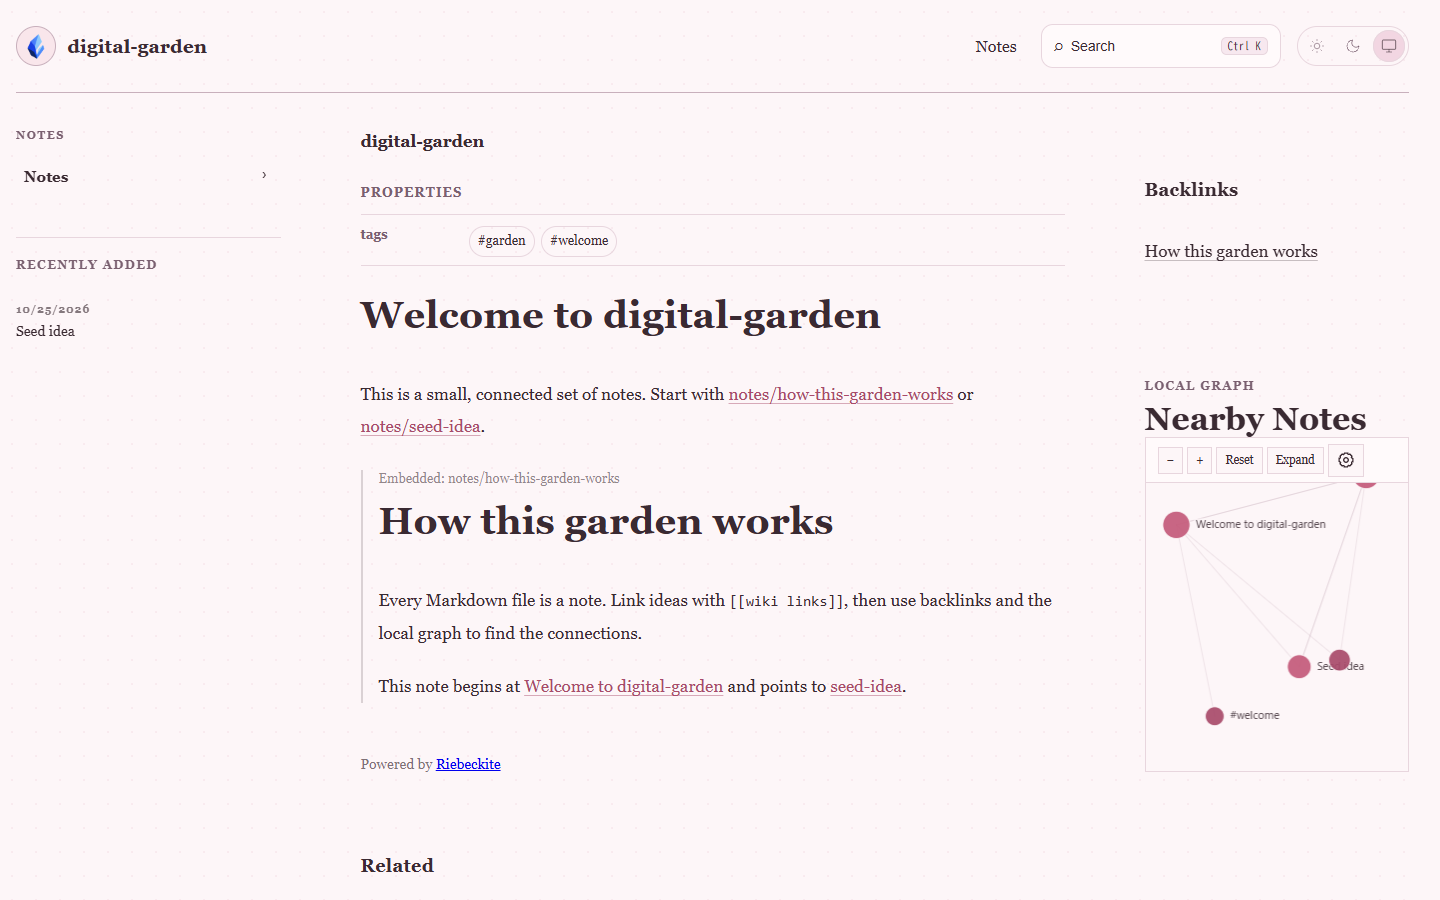 digital-garden
Notes
Search
Ctrl K
NOTES
Notes
RECENTLY ADDED
10/25/2026
Seed idea
digital-garden
PROPERTIES
tags
#garden
#welcome
Welcome to digital-garden
This is a small, connected set of notes. Start with notes/how-this-garden-works or
notes/seed-idea.
Embedded: notes/how-this-garden-works
How this garden works
Every Markdown file is a note. Link ideas with [[wiki links]], then use backlinks and the
local graph to find the connections.
This note begins at Welcome to digital-garden and points to seed-idea.
Powered by Riebeckite
Related
Backlinks
How this garden works
LOCAL GRAPH
Nearby Notes
−
+
Reset
Expand
Welcome to digital-garden
Seed idea
#welcome